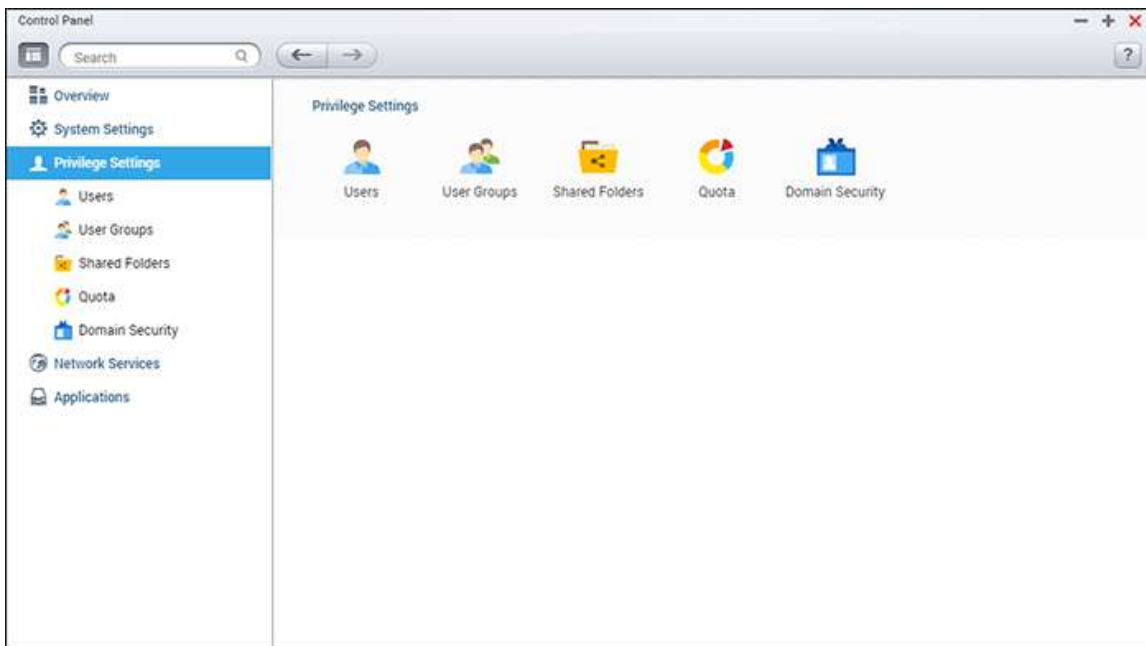 Control Panel
Search
?
Overview
System Settings
Privilege Settings
Users
User Groups
Shared Folders
Quota
Domain Security
Network Services
Applications
Privilege Settings
Users
User Groups
Shared Folders
Quota
Domain Security